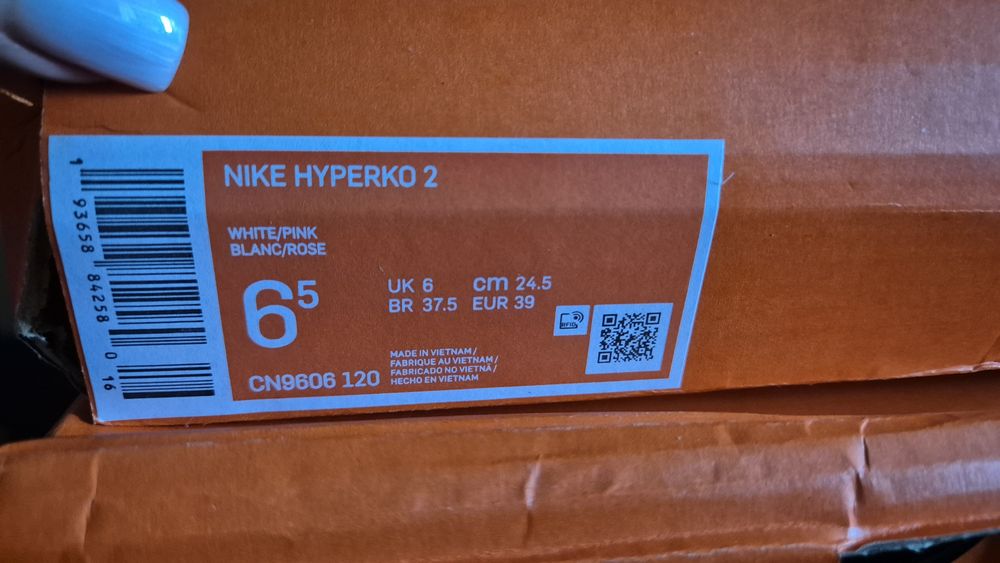 NIKE HYPERKO 2
WHITE/PINK
BLANC/ROSE
6⁵
UK 6 cm 24.5
BR 37.5 EUR 39
CN9606 120
MADE IN VIETNAM /
FABRIQUE AU VIETNAM /
FABRICADO NO VIETNÁ /
HECHO EN VIETNAM
RFID
1 93658 84258 0 16